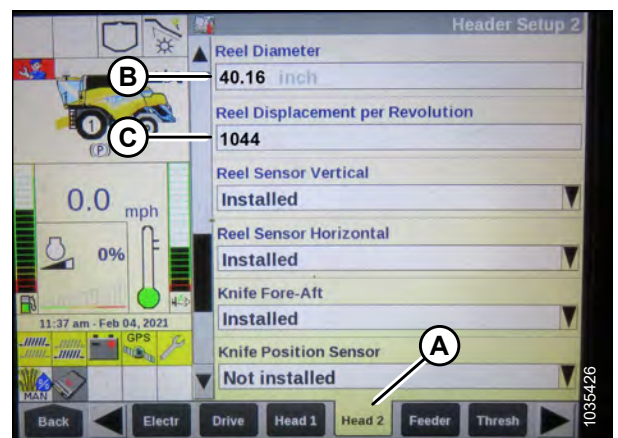 Header Setup 2
Reel Diameter
B
40.16 inch
Reel Displacement per Revolution
C
1044
1
1
(P)
Reel Sensor Vertical
Installed
0.0 mph
Reel Sensor Horizontal
Installed
0%
Knife Fore-Aft
Installed
11:37 am - Feb 04, 2021
GPS
Knife Position Sensor
A
Not installed
MAN
%
Back
Electr
Drive
Head 1
Head 2
Feeder
Thresh
1035426